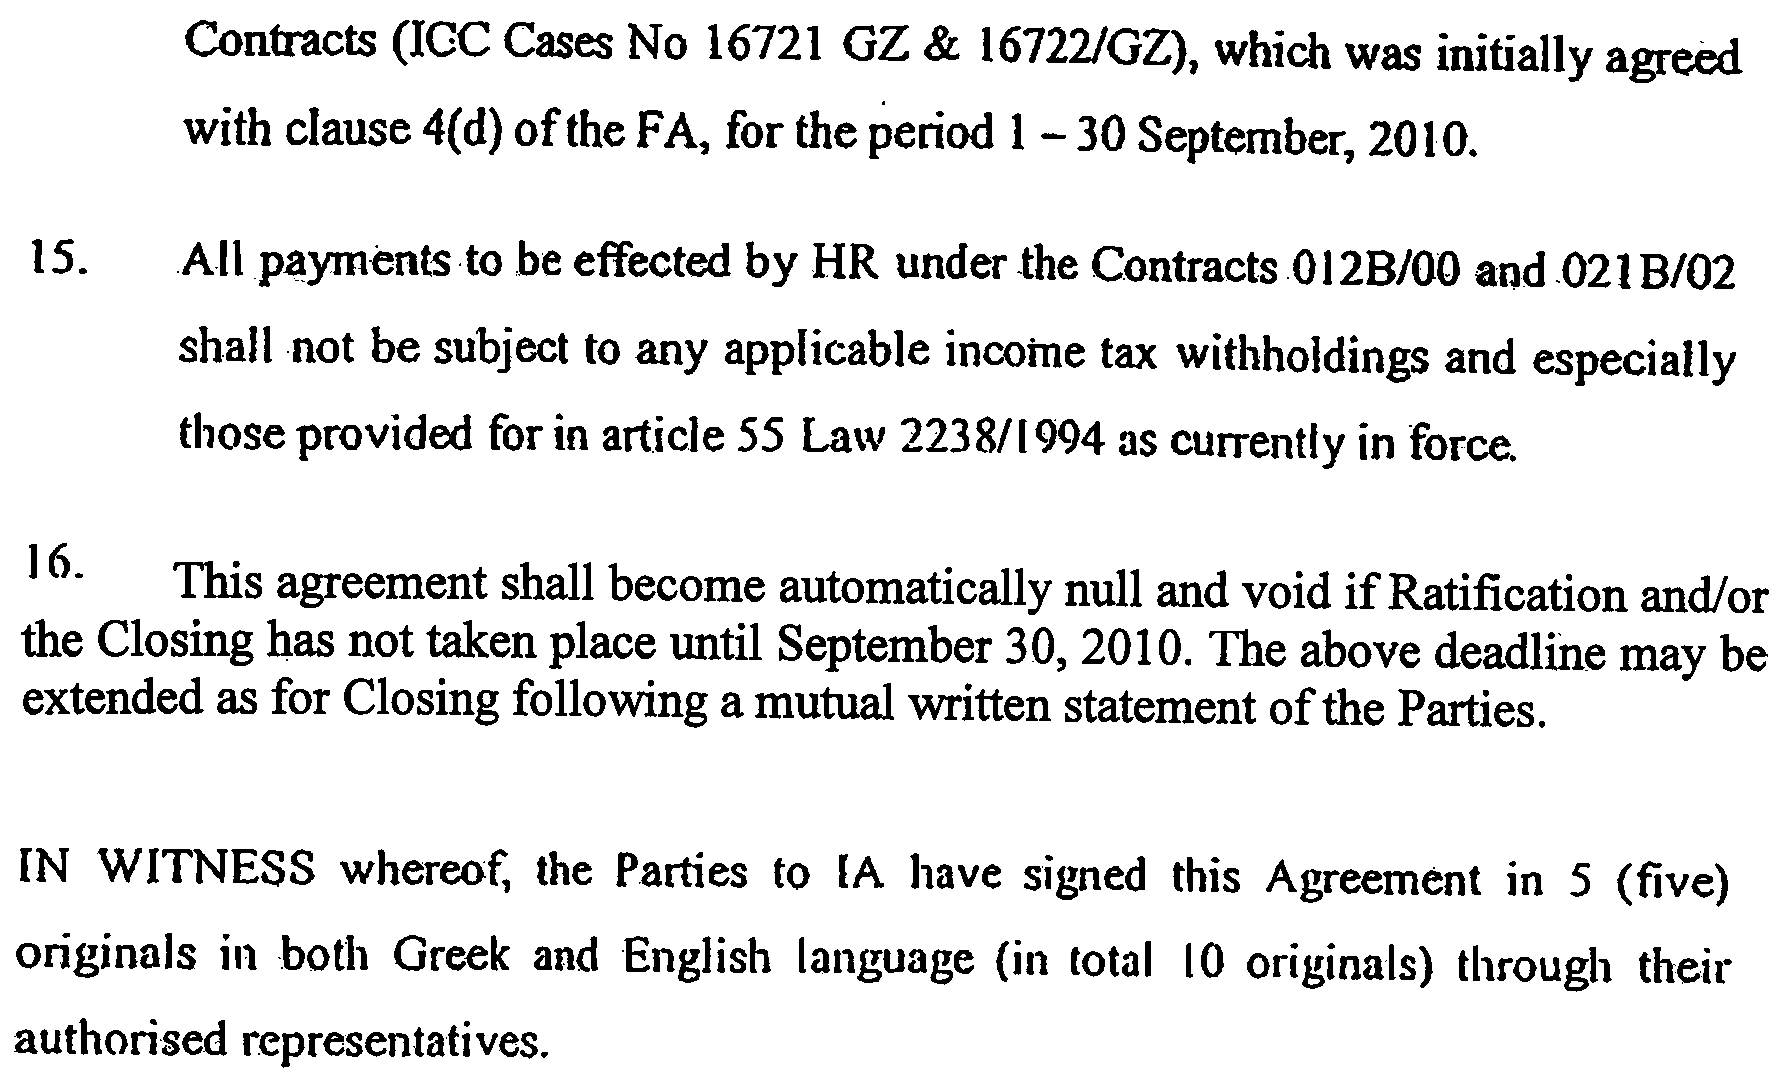 Contracts (ICC Cases No 16721 GZ & 16722/GZ), which was initially agreed
with clause 4(d) of the FA, for the period 1 – 30 September, 2010.
15. All payments to be effected by HR under the Contracts 012B/00 and 021B/02
shall not be subject to any applicable income tax withholdings and especially
those provided for in article 55 Law 2238/1994 as currently in force.
16. This agreement shall become automatically null and void if Ratification and/or
the Closing has not taken place until September 30, 2010. The above deadline may be
extended as for Closing following a mutual written statement of the Parties.
IN WITNESS whereof, the Parties to IA have signed this Agreement in 5 (five)
originals in both Greek and English language (in total 10 originals) through their
authorised representatives.